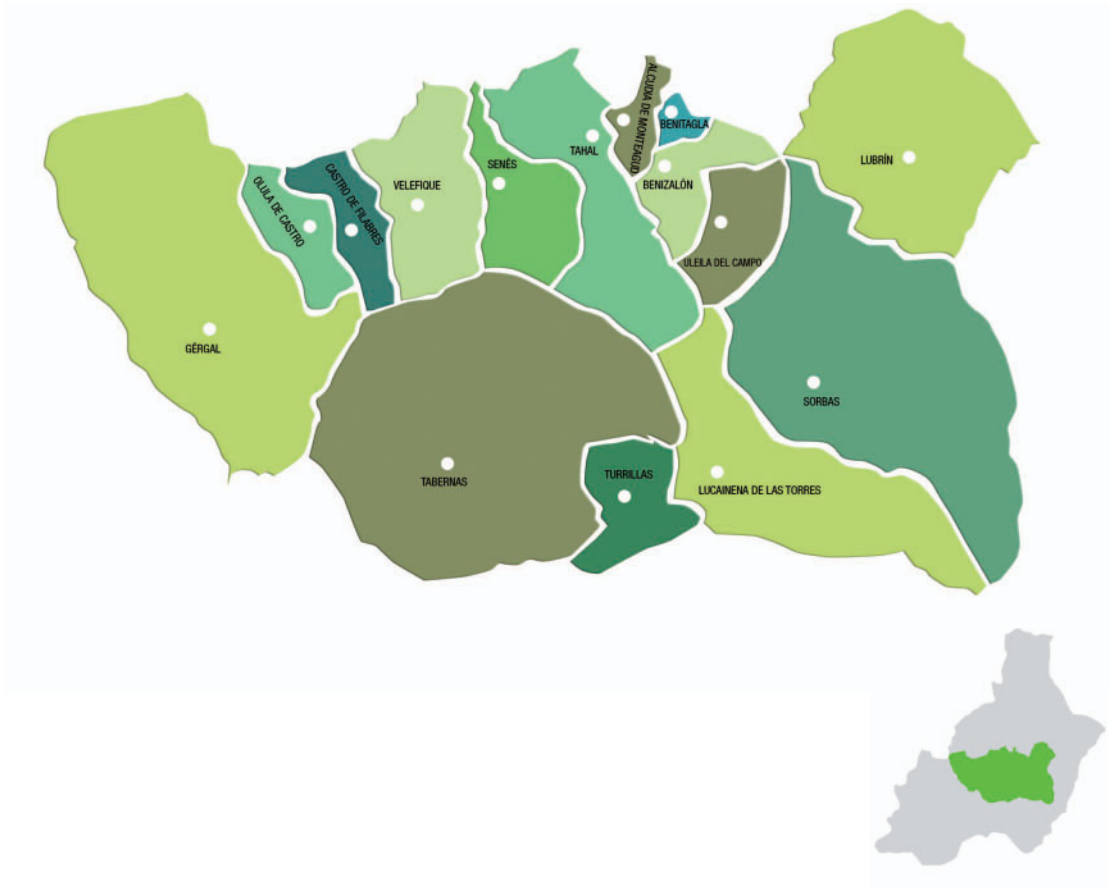 ALCUDIA DE MONTEAGUD
BENITAGLA
TAHAL
LUBRÍN
SENÉS
CASTRO DE FILABRES
VELEFIQUE
BENIZALÓN
OLULA DE CASTRO
ULEILA DEL CAMPO
GÉRGAL
SORBAS
TURRILLAS
TABERNAS
LUCAINENA DE LAS TORRES